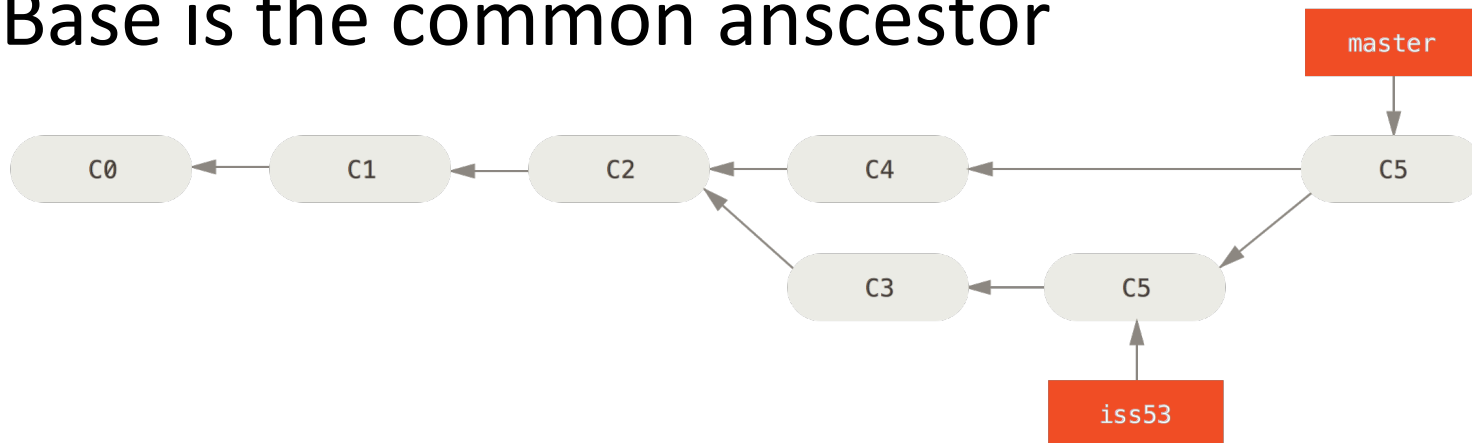 Base is the common anscestor
master
C0 C1 C2 C4 C5
C3 C5
iss53